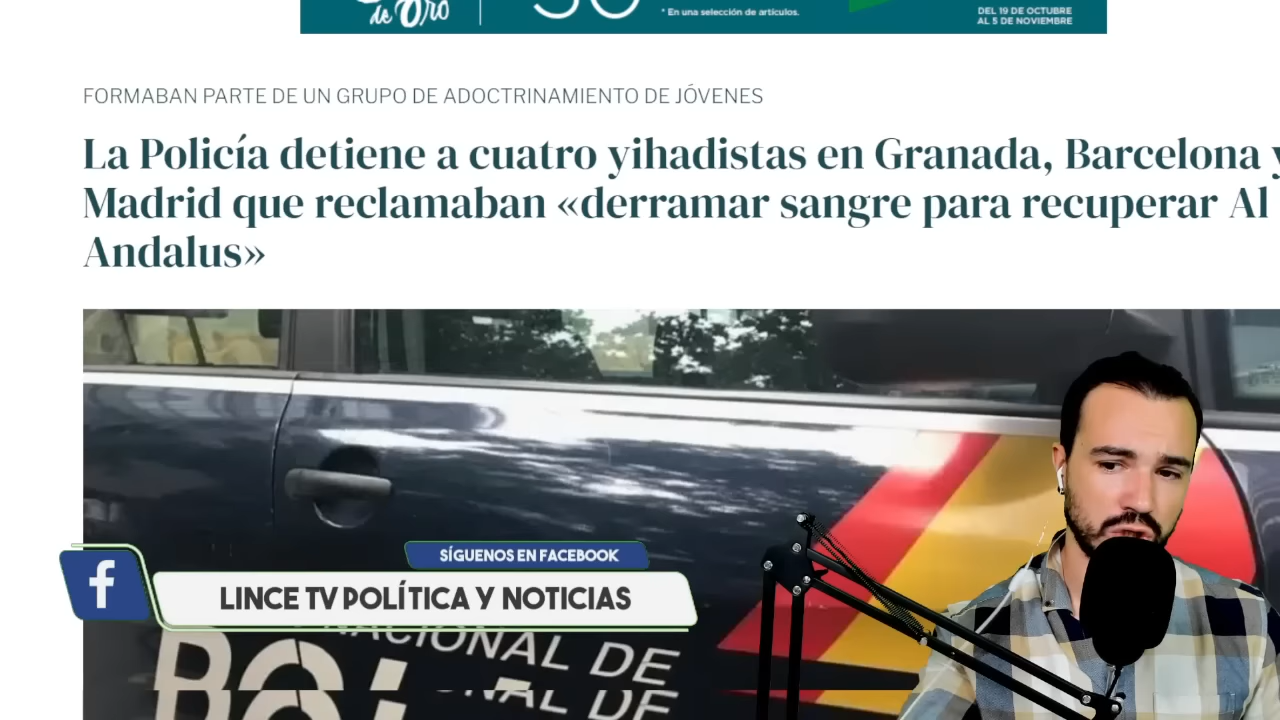 de Oro
* En una selección de artículos.
DEL 19 DE OCTUBRE
AL 5 DE NOVIEMBRE
FORMABAN PARTE DE UN GRUPO DE ADOCTRINAMIENTO DE JÓVENES
La Policía detiene a cuatro yihadistas en Granada, Barcelona y
Madrid que reclamaban «derramar sangre para recuperar Al
Andalus»
SÍGUENOS EN FACEBOOK
f
LINCE TV POLÍTICA Y NOTICIAS
NACIONAL DE